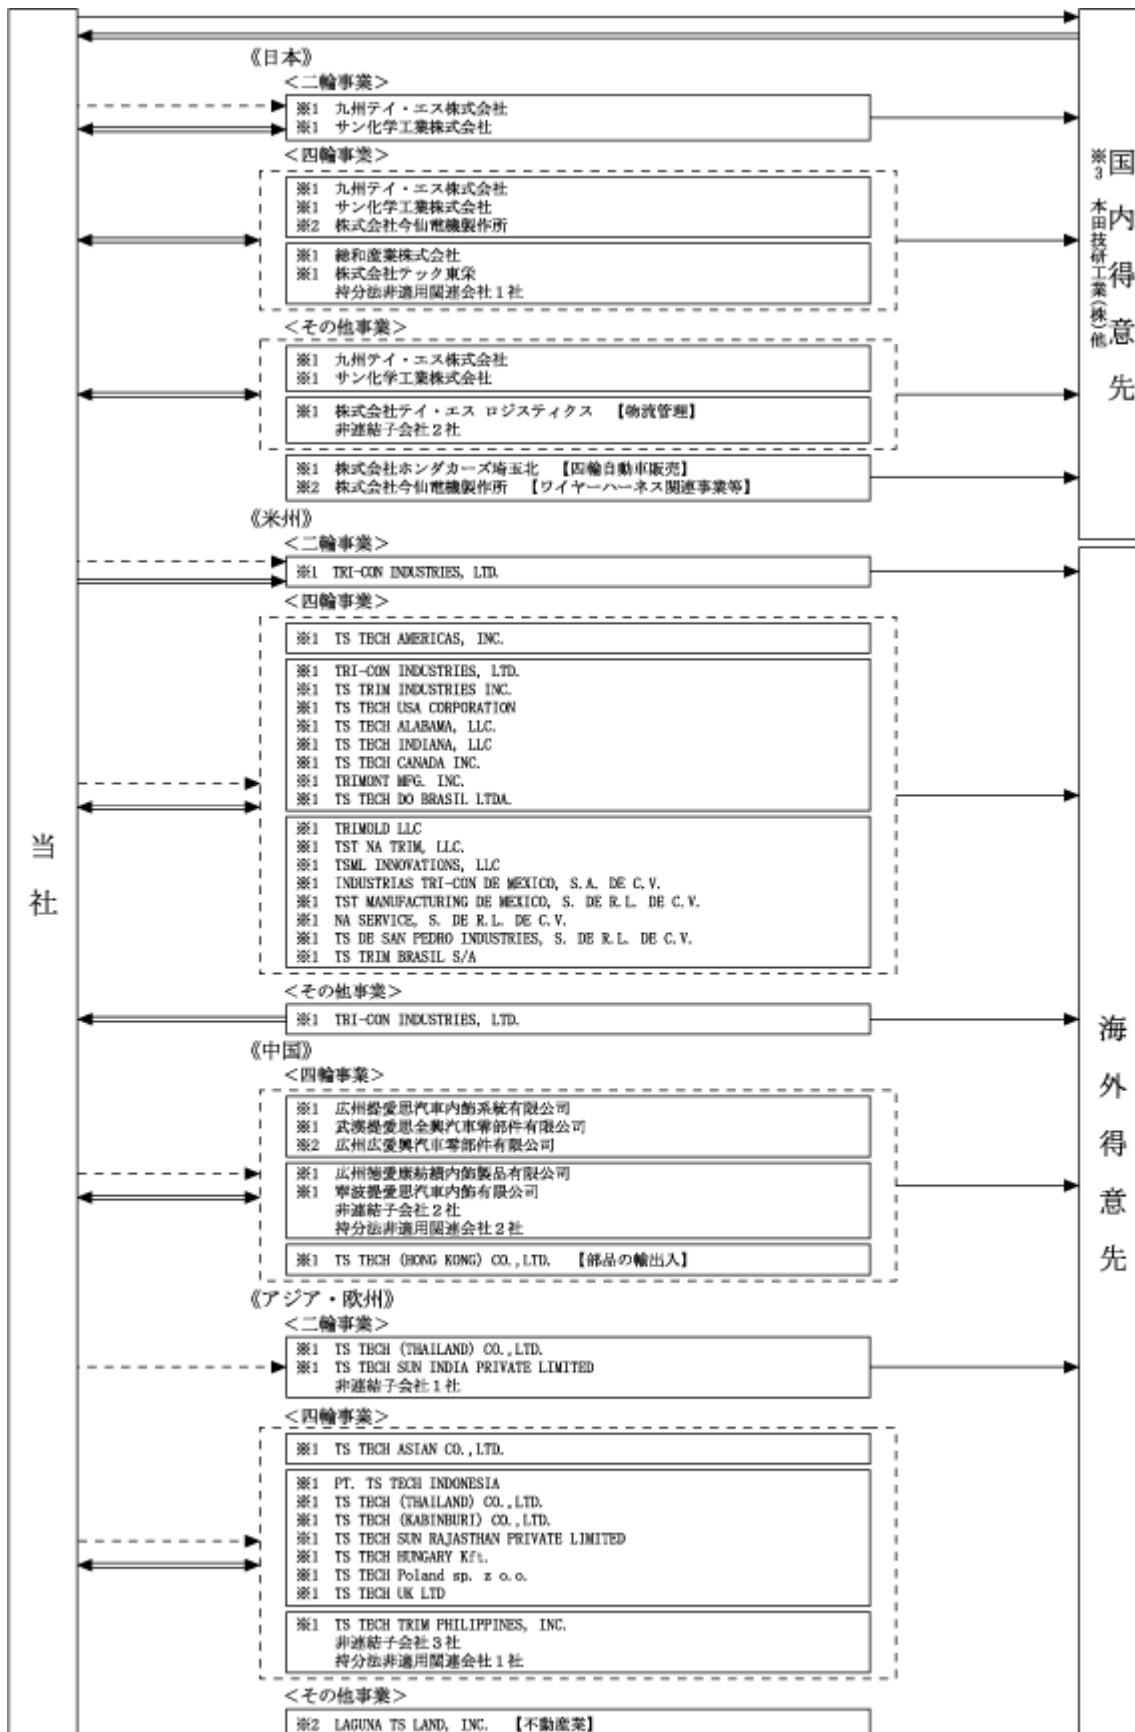 当社
《日本》
＜二輪事業＞
※1 九州テイ・エス株式会社
※1 サン化学工業株式会社
＜四輪事業＞
※1 九州テイ・エス株式会社
※1 サン化学工業株式会社
※2 株式会社今仙電機製作所
※1 総和産業株式会社
※1 株式会社テック東栄
持分法非適用関連会社１社
＜その他事業＞
※1 九州テイ・エス株式会社
※1 サン化学工業株式会社
※1 株式会社テイ・エス ロジスティクス 【物流管理】
非連結子会社２社
※1 株式会社ホンダカーズ埼玉北 【四輪自動車販売】
※2 株式会社今仙電機製作所 【ワイヤーハーネス関連事業等】
《米州》
＜二輪事業＞
※1 TRI-CON INDUSTRIES, LTD.
＜四輪事業＞
※1 TS TECH AMERICAS, INC.
※1 TRI-CON INDUSTRIES, LTD.
※1 TS TRIM INDUSTRIES INC.
※1 TS TECH USA CORPORATION
※1 TS TECH ALABAMA, LLC.
※1 TS TECH INDIANA, LLC
※1 TS TECH CANADA INC.
※1 TRIMONT MFG. INC.
※1 TS TECH DO BRASIL LTDA.
※1 TRIMOLD LLC
※1 TST NA TRIM, LLC.
※1 TSML INNOVATIONS, LLC
※1 INDUSTRIAS TRI-CON DE MEXICO, S.A. DE C.V.
※1 TST MANUFACTURING DE MEXICO, S. DE R.L. DE C.V.
※1 NA SERVICE, S. DE R.L. DE C.V.
※1 TS DE SAN PEDRO INDUSTRIES, S. DE R.L. DE C.V.
※1 TS TRIM BRASIL S/A
＜その他事業＞
※1 TRI-CON INDUSTRIES, LTD.
《中国》
＜四輪事業＞
※1 広州提愛思汽車内飾系統有限公司
※1 武漢提愛思全興汽車零部件有限公司
※2 広州広愛興汽車零部件有限公司
※1 広州徳愛康紡織内飾製品有限公司
※1 寧波提愛思汽車内飾有限公司
非連結子会社２社
持分法非適用関連会社２社
※1 TS TECH (HONG KONG) CO.,LTD. 【部品の輸出入】
《アジア・欧州》
＜二輪事業＞
※1 TS TECH (THAILAND) CO.,LTD.
※1 TS TECH SUN INDIA PRIVATE LIMITED
非連結子会社１社
＜四輪事業＞
※1 TS TECH ASIAN CO.,LTD.
※1 PT. TS TECH INDONESIA
※1 TS TECH (THAILAND) CO.,LTD.
※1 TS TECH (KABINBURI) CO.,LTD.
※1 TS TECH SUN RAJASTHAN PRIVATE LIMITED
※1 TS TECH HUNGARY Kft.
※1 TS TECH Poland sp. z o.o.
※1 TS TECH UK LTD
※1 TS TECH TRIM PHILIPPINES, INC.
非連結子会社３社
持分法非適用関連会社１社
＜その他事業＞
※2 LAGUNA TS LAND, INC. 【不動産業】
国内得意先
※3 本田技研工業(株)他
海外得意先